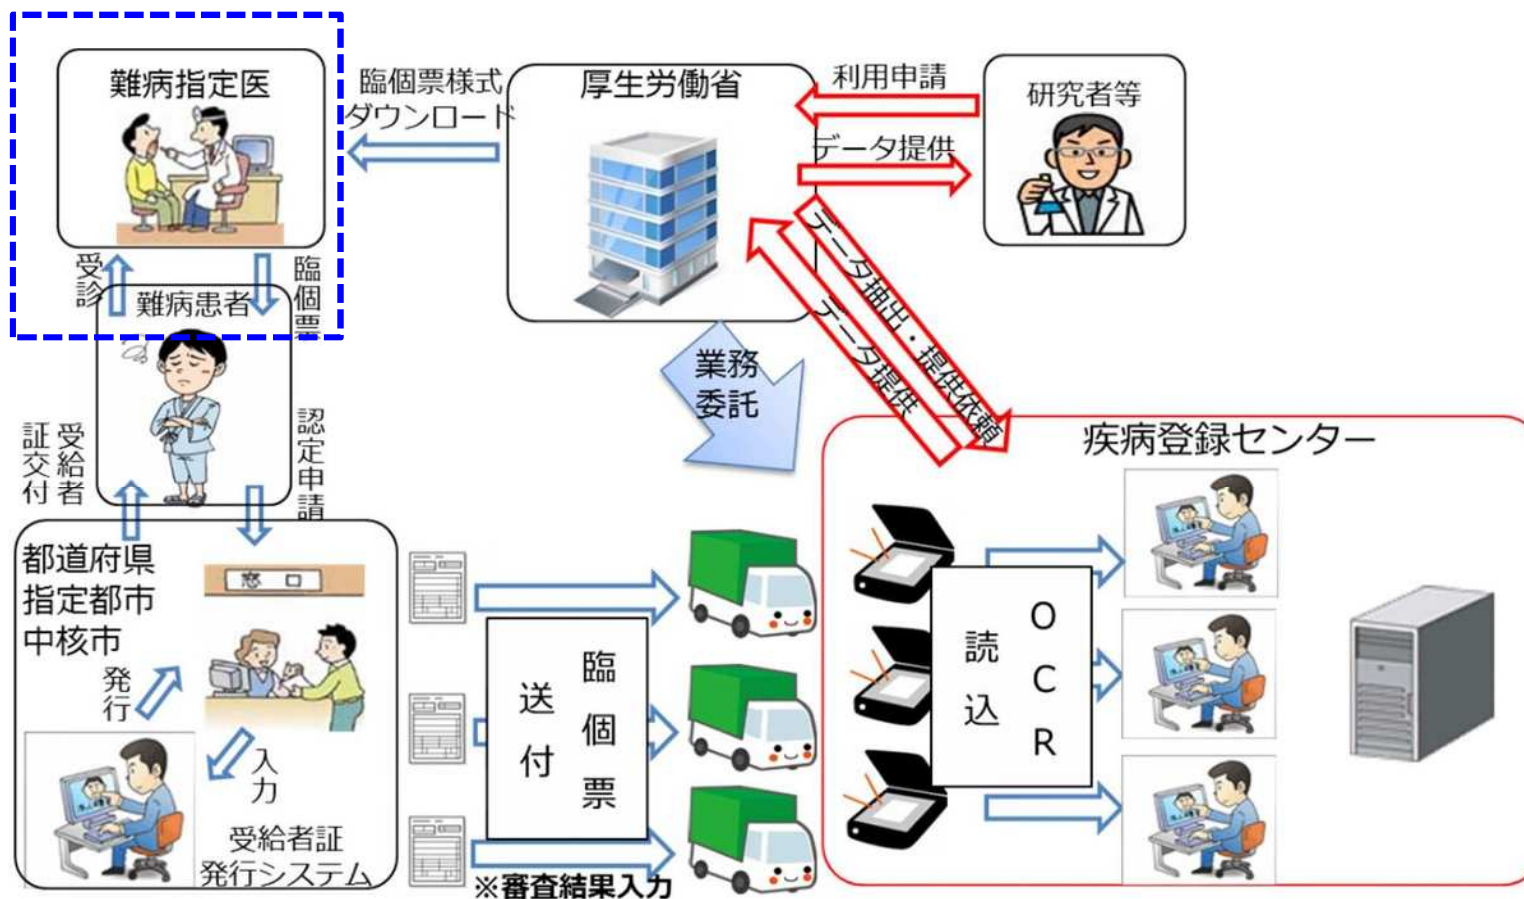 難病指定医
臨個票様式
ダウンロード
厚生労働省
利用申請
データ提供
研究者等
受診
臨個票
難病患者
データ抽出・提供依頼
データ提供
業務
委託
受給者
証交付
認定申請
疾病登録センター
都道府県
指定都市
中核市
窓口
発行
入力
受給者証
発行システム
臨個票
送付
※審査結果入力
OCR
読込